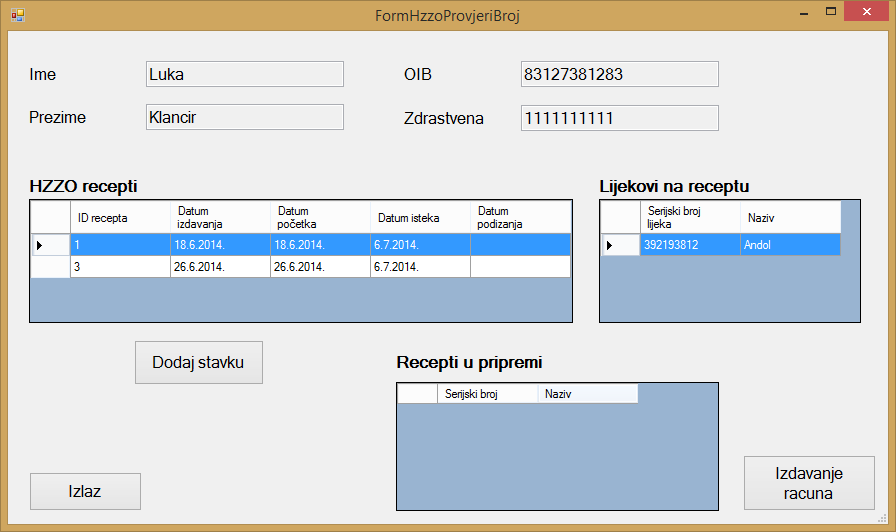 FormHzzoProvjeriBroj
Ime
Luka
OIB
83127381283
Prezime
Klancir
Zdrastvena
1111111111
HZZO recepti
ID recepta
Datum
izdavanja
Datum
početka
Datum isteka
Datum
podizanja
1
18.6.2014.
18.6.2014.
6.7.2014.
3
26.6.2014.
26.6.2014.
6.7.2014.
Lijekovi na receptu
Serijski broj
lijeka
Naziv
392193812
Andol
Dodaj stavku
Recepti u pripremi
Serijski broj
Naziv
Izlaz
Izdavanje
racuna